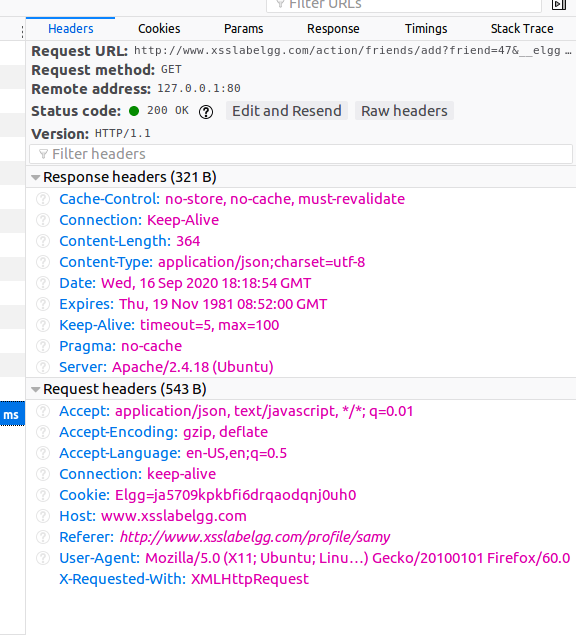 Filter URLs
Headers Cookies Params Response Timings Stack Trace
Request URL: http://www.xsslabelgg.com/action/friends/add?friend=47&__elgg…
Request method: GET
Remote address: 127.0.0.1:80
Status code: 200 OK ? Edit and Resend Raw headers
Version: HTTP/1.1
Filter headers
Response headers (321 B)
? Cache-Control: no-store, no-cache, must-revalidate
? Connection: Keep-Alive
? Content-Length: 364
? Content-Type: application/json;charset=utf-8
? Date: Wed, 16 Sep 2020 18:18:54 GMT
? Expires: Thu, 19 Nov 1981 08:52:00 GMT
? Keep-Alive: timeout=5, max=100
? Pragma: no-cache
? Server: Apache/2.4.18 (Ubuntu)
Request headers (543 B)
ms
? Accept: application/json, text/javascript, */*; q=0.01
? Accept-Encoding: gzip, deflate
? Accept-Language: en-US,en;q=0.5
? Connection: keep-alive
? Cookie: Elgg=ja5709kpkbfi6drqaodqnj0uh0
? Host: www.xsslabelgg.com
? Referer: http://www.xsslabelgg.com/profile/samy
? User-Agent: Mozilla/5.0 (X11; Ubuntu; Linu…) Gecko/20100101 Firefox/60.0
X-Requested-With: XMLHttpRequest